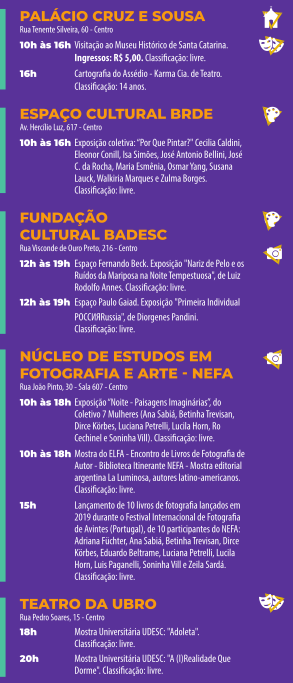 PALÁCIO CRUZ E SOUSA
Rua Tenente Silveira, 60 - Centro
10h às 16h Visitação ao Museu Histórico de Santa Catarina.
Ingressos: R$ 5,00. Classificação: livre.
16h Cartografia do Assédio - Karma Cia. de Teatro.
Classificação: 14 anos.
ESPAÇO CULTURAL BRDE
Av. Hercílio Luz, 617 - Centro
10h às 16h Exposição coletiva: “Por Que Pintar?” Cecilia Caldini,
Eleonor Conill, Isa Simões, José Antonio Bellini, José
C. da Rocha, Maria Esmênia, Osmar Yang, Susana
Lauck, Walkiria Marques e Zulma Borges.
Classificação: livre.
FUNDAÇÃO
CULTURAL BADESC
Rua Visconde de Ouro Preto, 216 - Centro
12h às 19h Espaço Fernando Beck. Exposição "Nariz de Pelo e os
Ruídos da Mariposa na Noite Tempestuosa", de Luiz
Rodolfo Annes. Classificação: livre.
12h às 19h Espaço Paulo Gaiad. Exposição "Primeira Individual
РОССИЯRussia", de Diorgenes Pandini.
Classificação: livre.
NÚCLEO DE ESTUDOS EM
FOTOGRAFIA E ARTE - NEFA
Rua João Pinto, 30 - Sala 607 - Centro
10h às 18h Exposição “Noite - Paisagens Imaginárias”, do
Coletivo 7 Mulheres (Ana Sabiá, Betinha Trevisan,
Dirce Körbes, Luciana Petrelli, Lucila Horn, Ro
Cechinel e Soninha Vill). Classificação: livre.
10h às 18h Mostra do ELFA - Encontro de Livros de Fotografia de
Autor - Biblioteca Itinerante NEFA - Mostra editorial
argentina La Luminosa, autores latino-americanos.
Classificação: livre.
15h Lançamento de 10 livros de fotografia lançados em
2019 durante o Festival Internacional de Fotografia
de Avintes (Portugal), de 10 participantes do NEFA:
Adriana Füchter, Ana Sabiá, Betinha Trevisan, Dirce
Körbes, Eduardo Beltrame, Luciana Petrelli, Lucila
Horn, Luis Paganelli, Soninha Vill e Zeila Sardá.
Classificação: livre.
TEATRO DA UBRO
Rua Pedro Soares, 15 - Centro
18h Mostra Universitária UDESC: "Adoleta".
Classificação: livre.
20h Mostra Universitária UDESC: "A (I)Realidade Que
Dorme". Classificação: livre.